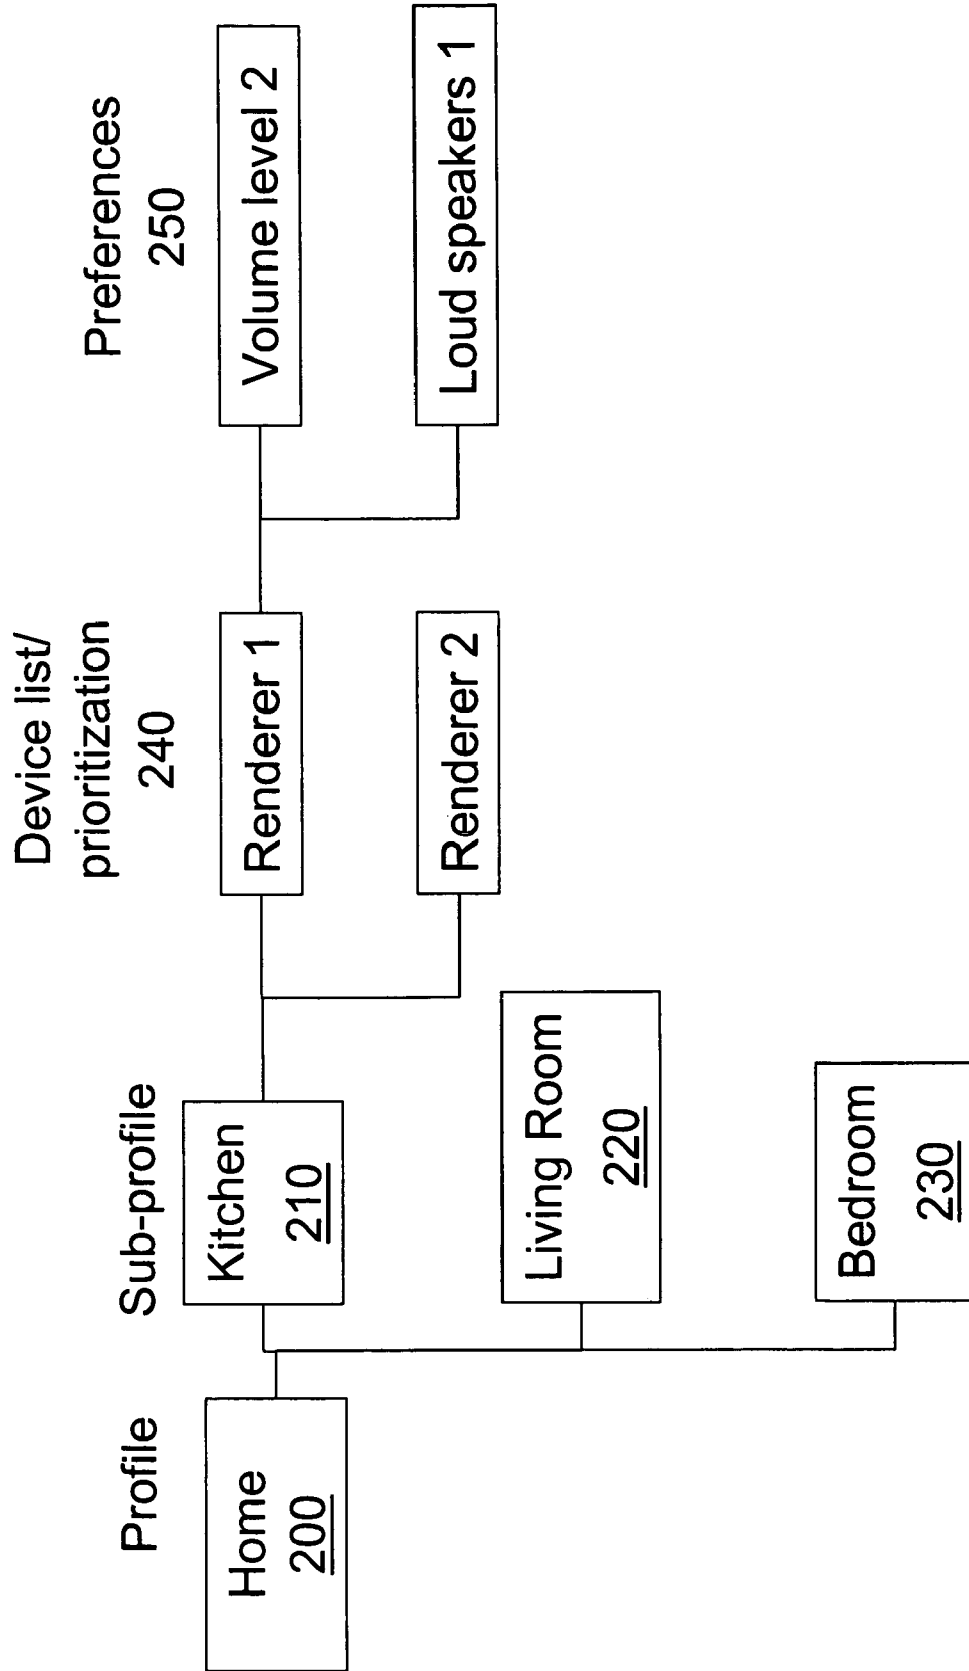 Profile
Home
200
Sub-profile
Kitchen
210
Living Room
220
Bedroom
230
Device list/
prioritization
240
Renderer 1
Renderer 2
Preferences
250
Volume level 2
Loud speakers 1